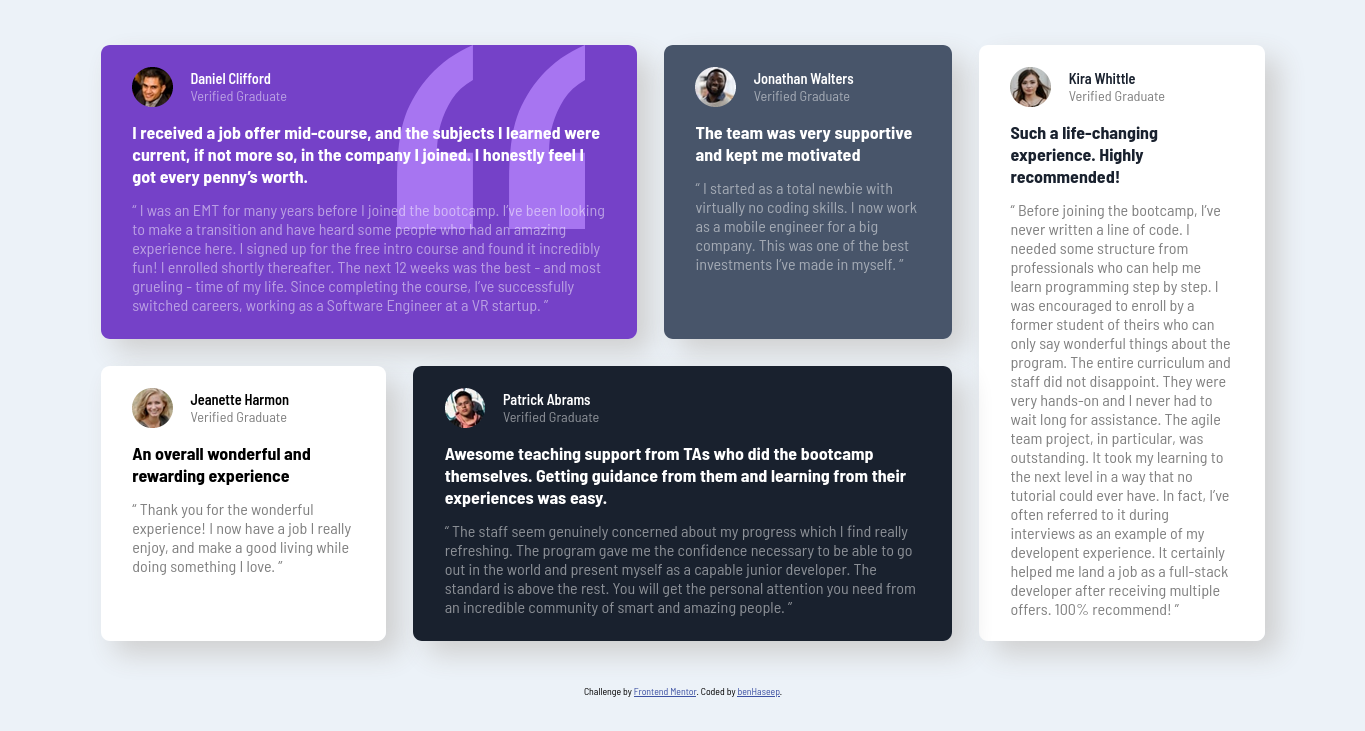 Daniel Clifford
Verified Graduate
I received a job offer mid-course, and the subjects I learned were
current, if not more so, in the company I joined. I honestly feel I
got every penny’s worth.
“ I was an EMT for many years before I joined the bootcamp. I’ve been looking
to make a transition and have heard some people who had an amazing
experience here. I signed up for the free intro course and found it incredibly
fun! I enrolled shortly thereafter. The next 12 weeks was the best – and most
grueling – time of my life. Since completing the course, I’ve successfully
switched careers, working as a Software Engineer at a VR startup. ”
Jonathan Walters
Verified Graduate
The team was very supportive
and kept me motivated
“ I started as a total newbie with
virtually no coding skills. I now work
as a mobile engineer for a big
company. This was one of the best
investments I’ve made in myself. ”
Kira Whittle
Verified Graduate
Such a life-changing
experience. Highly
recommended!
“ Before joining the bootcamp, I’ve
never written a line of code. I
needed some structure from
professionals who can help me
learn programming step by step. I
was encouraged to enroll by a
former student of theirs who can
only say wonderful things about the
program. The entire curriculum and
staff did not disappoint. They were
very hands-on and I never had to
wait long for assistance. The agile
team project, in particular, was
outstanding. It took my learning to
the next level in a way that no
tutorial could ever have. In fact, I’ve
often referred to it during
interviews as an example of my
developent experience. It certainly
helped me land a job as a full-stack
developer after receiving multiple
offers. 100% recommend! ”
Jeanette Harmon
Verified Graduate
An overall wonderful and
rewarding experience
“ Thank you for the wonderful
experience! I now have a job I really
enjoy, and make a good living while
doing something I love. ”
Patrick Abrams
Verified Graduate
Awesome teaching support from TAs who did the bootcamp
themselves. Getting guidance from them and learning from their
experiences was easy.
“ The staff seem genuinely concerned about my progress which I find really
refreshing. The program gave me the confidence necessary to be able to go
out in the world and present myself as a capable junior developer. The
standard is above the rest. You will get the personal attention you need from
an incredible community of smart and amazing people. ”
Challenge by Frontend Mentor. Coded by benHaseep.